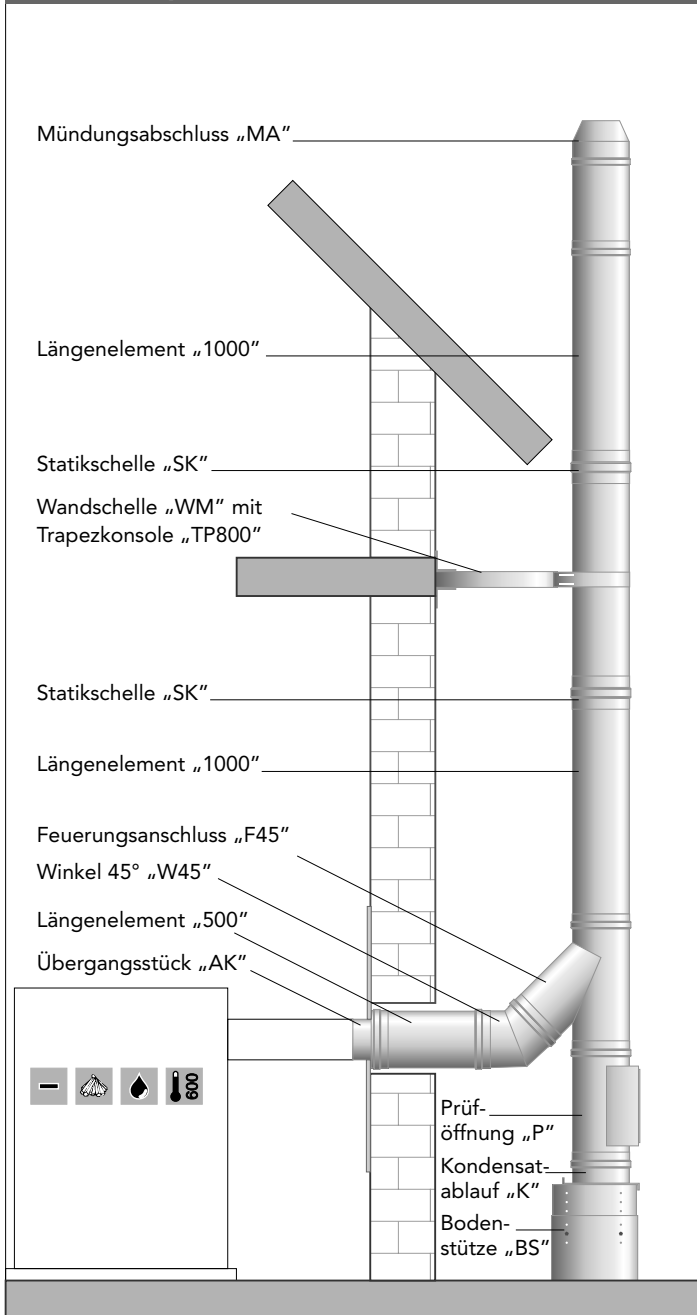 Mündungsabschluss „MA”
Längenelement „1000”
Statikschelle „SK”
Wandschelle „WM” mit
Trapezkonsole „TP800”
Statikschelle „SK”
Längenelement „1000”
Feuerungsanschluss „F45”
Winkel 45° „W45”
Längenelement „500”
Übergangsstück „AK”
600
Prüf-
öffnung „P”
Kondensat-
ablauf „K”
Boden-
stütze „BS”